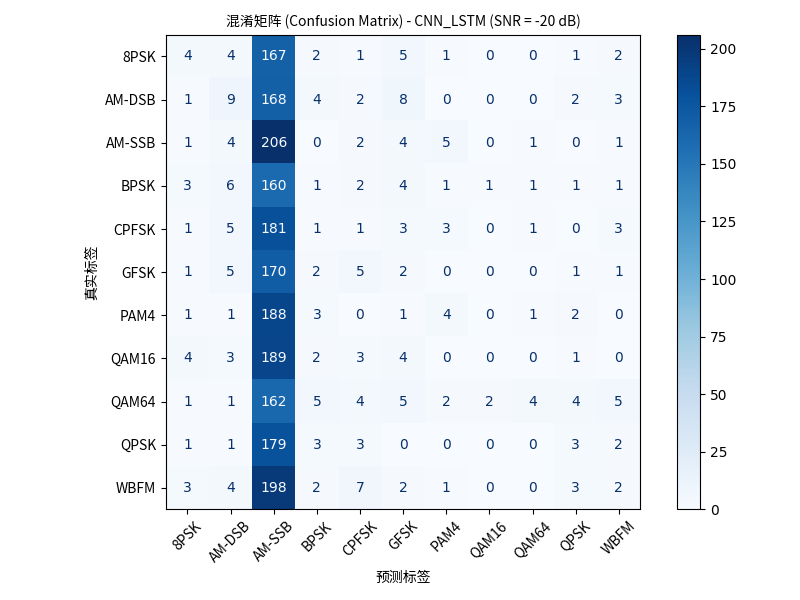 混淆矩阵 (Confusion Matrix) - CNN_LSTM (SNR = -20 dB)
真实标签
8PSK 4 4 167 2 1 5 1 0 0 1 2
AM-DSB 1 9 168 4 2 8 0 0 0 2 3
AM-SSB 1 4 206 0 2 4 5 0 1 0 1
BPSK 3 6 160 1 2 4 1 1 1 1 1
CPFSK 1 5 181 1 1 3 3 0 1 0 3
GFSK 1 5 170 2 5 2 0 0 0 1 1
PAM4 1 1 188 3 0 1 4 0 1 2 0
QAM16 4 3 189 2 3 4 0 0 0 1 0
QAM64 1 1 162 5 4 5 2 2 4 4 5
QPSK 1 1 179 3 3 0 0 0 0 3 2
WBFM 3 4 198 2 7 2 1 0 0 3 2
8PSK AM-DSB AM-SSB BPSK CPFSK GFSK PAM4 QAM16 QAM64 QPSK WBFM
预测标签
200
175
150
125
100
75
50
25
0